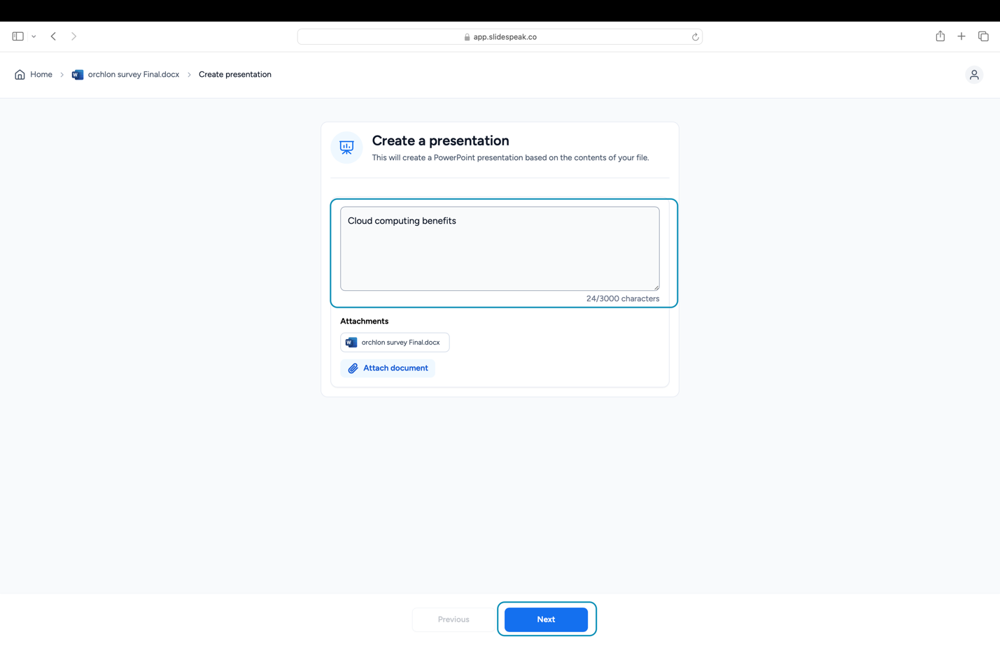 app.slidespeak.co
Home
orchlon survey Final.docx
Create presentation
Create a presentation
This will create a PowerPoint presentation based on the contents of your file.
Cloud computing benefits
24/3000 characters
Attachments
W orchlon survey Final.docx
Attach document
Previous
Next